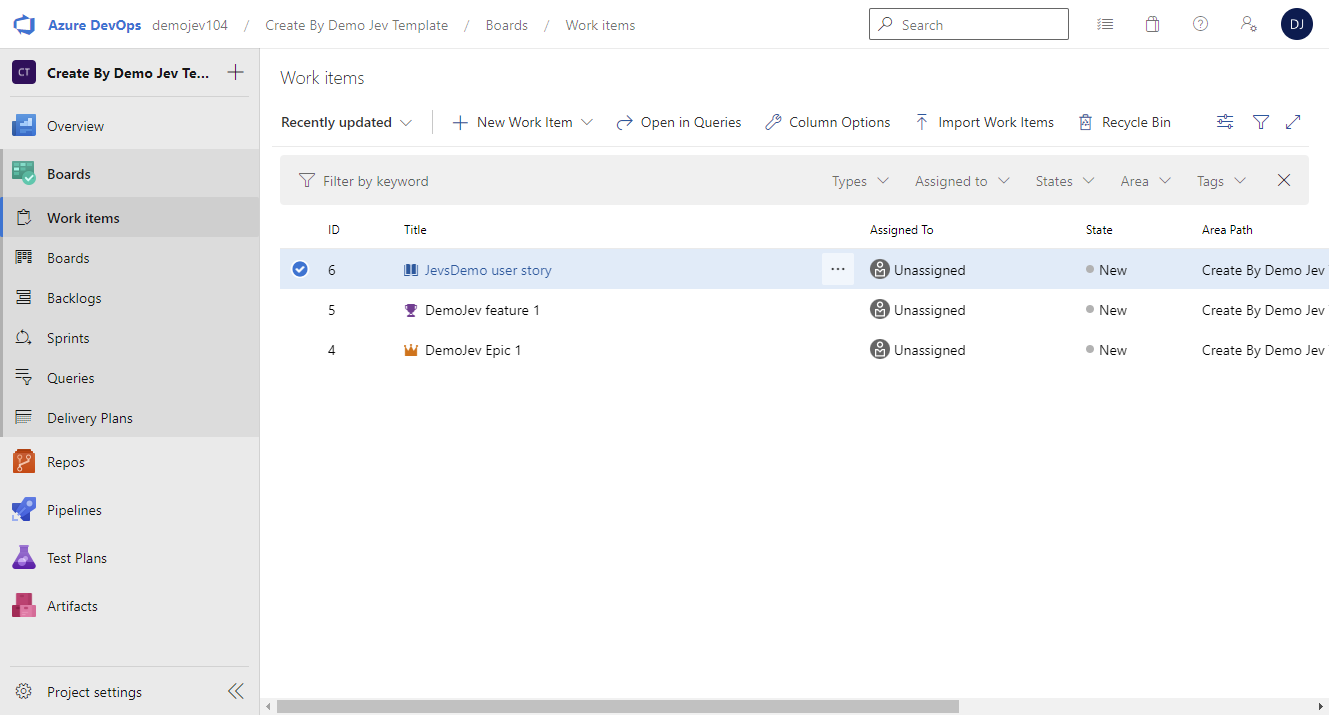 Azure DevOps demojev104 / Create By Demo Jev Template / Boards / Work items Search DJ
CT Create By Demo Jev Te...
Overview
Boards
Work items
Boards
Backlogs
Sprints
Queries
Delivery Plans
Repos
Pipelines
Test Plans
Artifacts
Project settings
Work items
Recently updated New Work Item Open in Queries Column Options Import Work Items Recycle Bin
Filter by keyword Types Assigned to States Area Tags
ID Title Assigned To State Area Path
6 JevsDemo user story ... Unassigned New Create By Demo Jev
5 DemoJev feature 1 Unassigned New Create By Demo Jev
4 DemoJev Epic 1 Unassigned New Create By Demo Jev